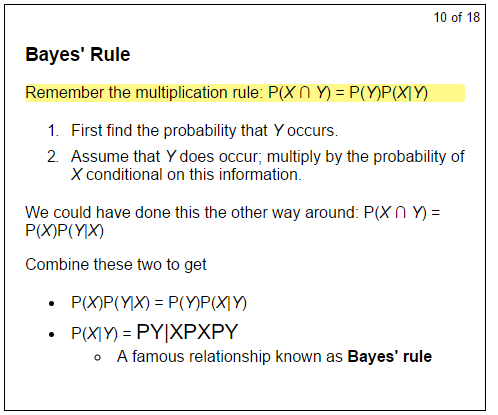 10 of 18
Bayes' Rule
Remember the multiplication rule: P(X ∩ Y) = P(Y)P(X|Y)
1. First find the probability that Y occurs.
2. Assume that Y does occur; multiply by the probability of
X conditional on this information.
We could have done this the other way around: P(X ∩ Y) =
P(X)P(Y|X)
Combine these two to get
• P(X)P(Y|X) = P(Y)P(X|Y)
• P(X|Y) = PY|XPXPY
○ A famous relationship known as Bayes' rule